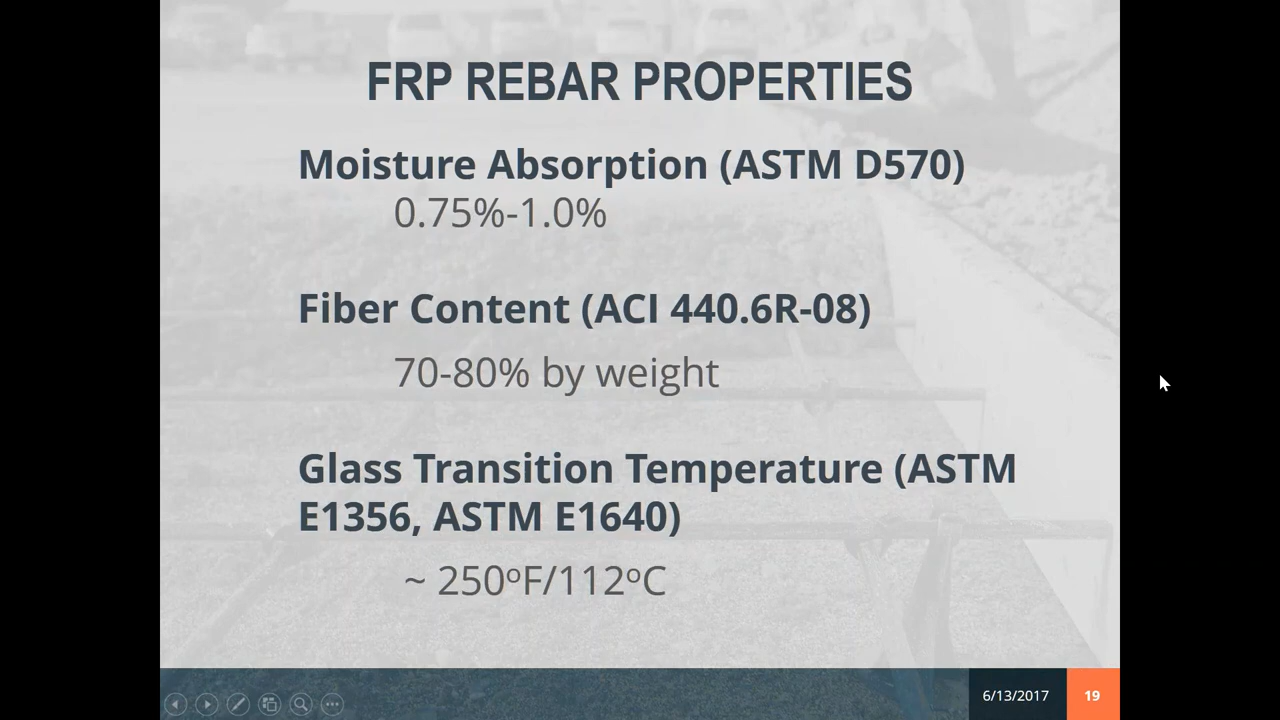 FRP REBAR PROPERTIES
Moisture Absorption (ASTM D570)
0.75%-1.0%
Fiber Content (ACI 440.6R-08)
70-80% by weight
Glass Transition Temperature (ASTM
E1356, ASTM E1640)
~ 250ºF/112ºC
6/13/2017
19